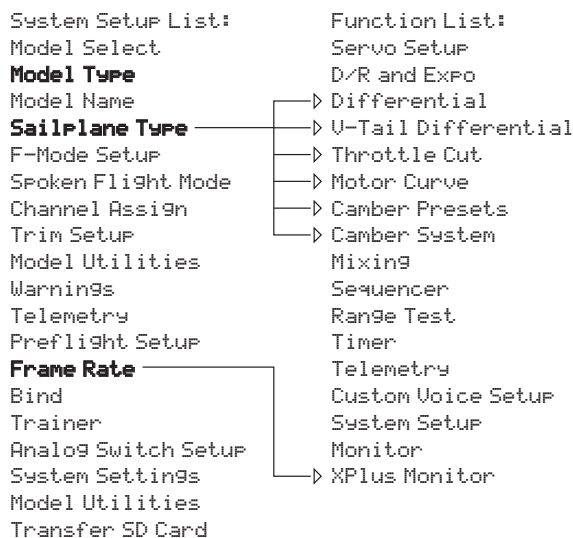 System Setup List:
Model Select
Model Type
Model Name
Sailplane Type
F-Mode Setup
Spoken Flight Mode
Channel Assign
Trim Setup
Model Utilities
Warnings
Telemetry
Preflight Setup
Frame Rate
Bind
Trainer
Analog Switch Setup
System Settings
Model Utilities
Transfer SD Card
Function List:
Servo Setup
D/R and Expo
Differential
V-Tail Differential
Throttle Cut
Motor Curve
Camber Presets
Camber System
Mixing
Sequencer
Range Test
Timer
Telemetry
Custom Voice Setup
System Setup
Monitor
XPlus Monitor